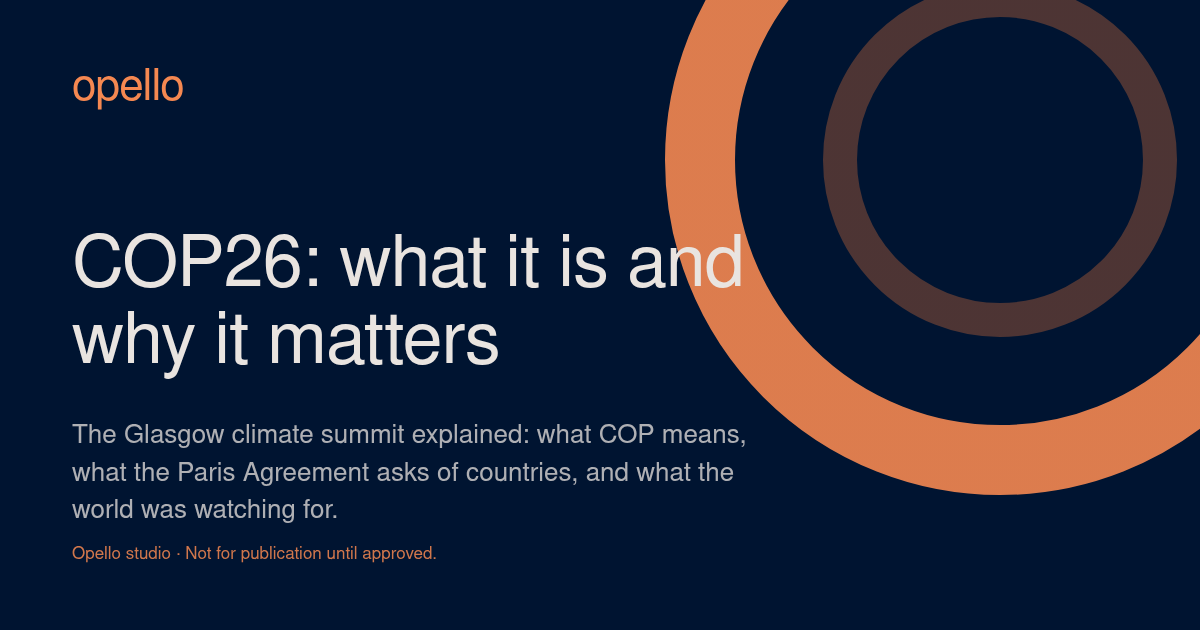 opello
COP26: what it is and
why it matters
The Glasgow climate summit explained: what COP means,
what the Paris Agreement asks of countries, and what the
world was watching for.
Opello studio · Not for publication until approved.